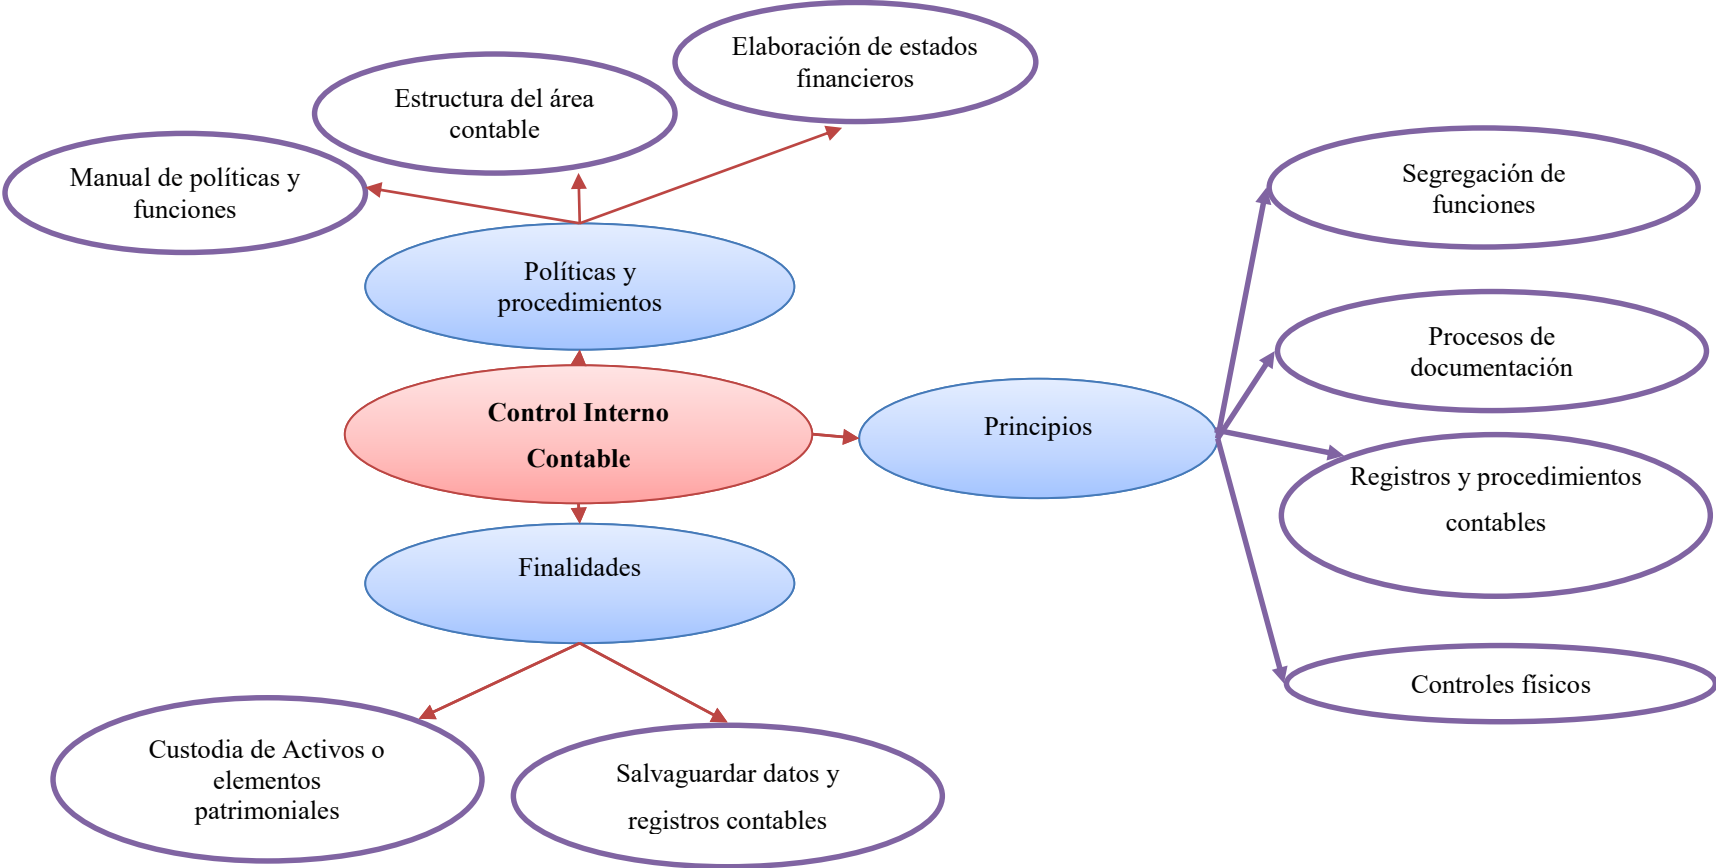 Elaboración de estados
financieros
Estructura del área
contable
Manual de políticas y
funciones
Políticas y
procedimientos
Control Interno
Contable
Principios
Segregación de
funciones
Procesos de
documentación
Registros y procedimientos
contables
Controles físicos
Finalidades
Custodia de Activos o
elementos
patrimoniales
Salvaguardar datos y
registros contables